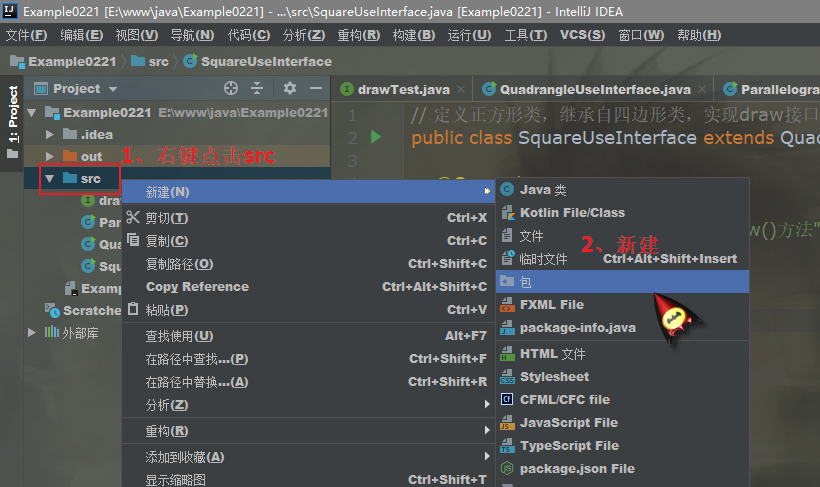 Example0221 [E:\www\java\Example0221] - ...\src\SquareUseInterface.java [Example0221] - IntelliJ IDEA
文件(F) 编辑(E) 视图(V) 导航(N) 代码(C) 分析(Z) 重构(R) 构建(B) 运行(U) 工具(T) VCS(S) 窗口(W) 帮助(H)
Example0221 src SquareUseInterface
1: Project
Project
drawTest.java QuadrangleUseInterface.java Parallelogra
Example0221 E:\www\java\Example0221
.idea
out
src
dra
Par
Qua
Squ
Examp
Scratche
外部库
1 // 定义正方形类，继承自四边形类，实现draw接口
2 public class SquareUseInterface extends Quad
3
w()方法"
1、右键点击src
2、新建
新建(N)
剪切(T) Ctrl+X
复制(C) Ctrl+C
复制路径(O) Ctrl+Shift+C
Copy Reference Ctrl+Alt+Shift+C
粘贴(P) Ctrl+V
查找使用(U) Alt+F7
在路径中查找...(P) Ctrl+Shift+F
在路径中替换...(A) Ctrl+Shift+R
分析(Z)
重构(R)
添加到收藏(A)
显示缩略图 Ctrl+Shift+T
Java 类
Kotlin File/Class
文件
临时文件 Ctrl+Alt+Shift+Insert
包
FXML File
package-info.java
HTML 文件
Stylesheet
CFML/CFC file
JavaScript File
TypeScript File
package.json File